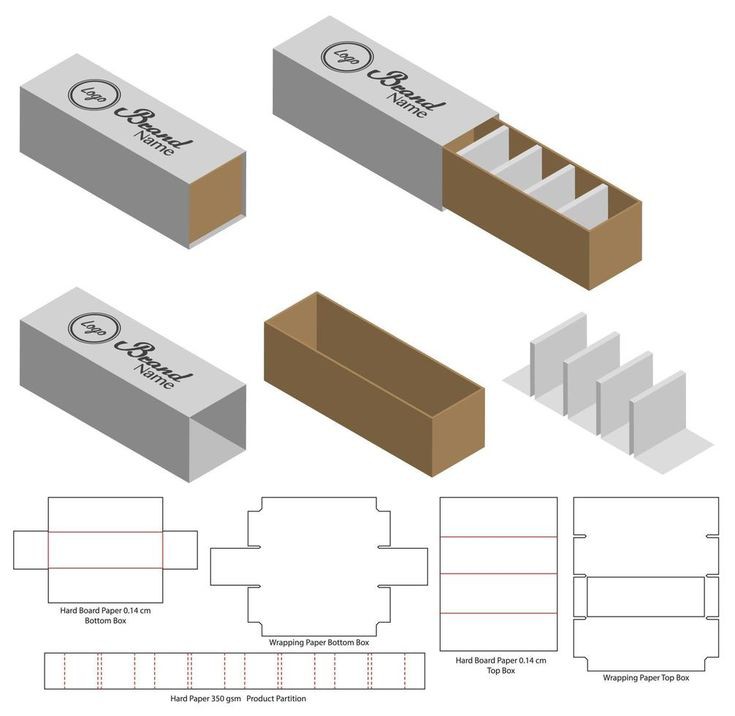 Logo
Brand
Name
Logo
Brand
Name
Logo
Brand
Name
Hard Board Paper 0.14 cm
Bottom Box
Wrapping Paper Bottom Box
Hard Board Paper 0.14 cm
Top Box
Wrapping Paper Top Box
Hard Paper 350 gsm Product Partition